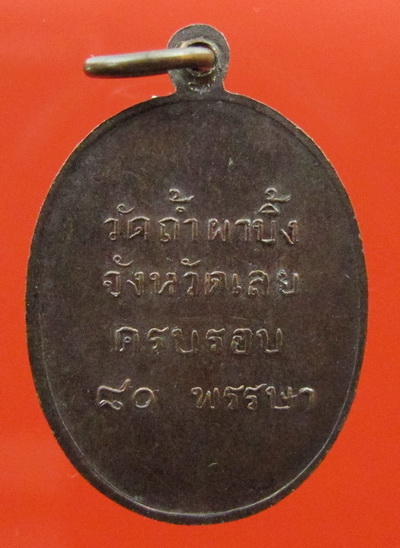 วัดถ้ำผาบิ้ง
จังหวัดเลย
ครบรอบ
๘๐ พรรษา